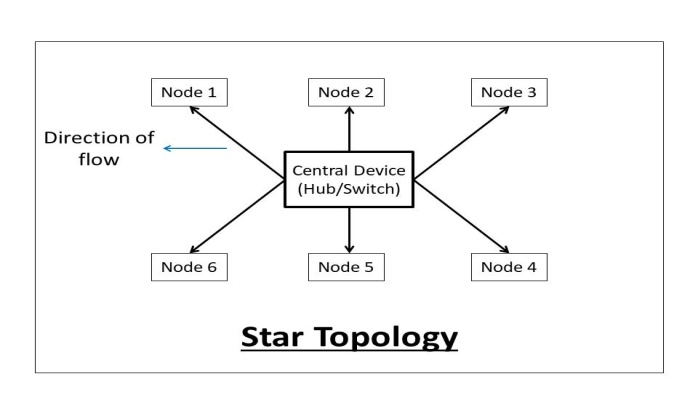 Node 1
Node 2
Node 3
Direction of
flow
Central Device
(Hub/Switch)
Node 6
Node 5
Node 4
Star Topology